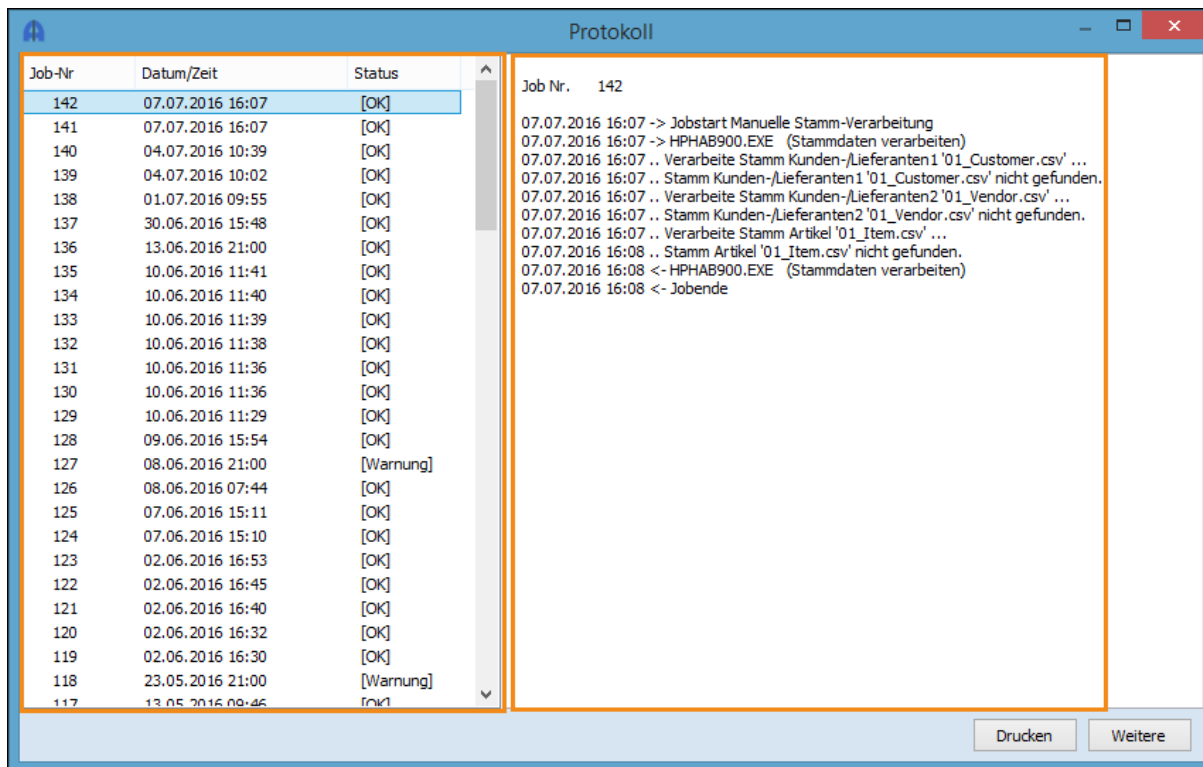 Protokoll
Job-Nr Datum/Zeit Status
142 07.07.2016 16:07 [OK]
141 07.07.2016 16:07 [OK]
140 04.07.2016 10:39 [OK]
139 04.07.2016 10:02 [OK]
138 01.07.2016 09:55 [OK]
137 30.06.2016 15:48 [OK]
136 13.06.2016 21:00 [OK]
135 10.06.2016 11:41 [OK]
134 10.06.2016 11:40 [OK]
133 10.06.2016 11:39 [OK]
132 10.06.2016 11:38 [OK]
131 10.06.2016 11:36 [OK]
130 10.06.2016 11:36 [OK]
129 10.06.2016 11:29 [OK]
128 09.06.2016 15:54 [OK]
127 08.06.2016 21:00 [Warnung]
126 08.06.2016 07:44 [OK]
125 07.06.2016 15:11 [OK]
124 07.06.2016 15:10 [OK]
123 02.06.2016 16:53 [OK]
122 02.06.2016 16:45 [OK]
121 02.06.2016 16:40 [OK]
120 02.06.2016 16:32 [OK]
119 02.06.2016 16:30 [OK]
118 23.05.2016 21:00 [Warnung]
117 13.05.2016 09:46 [OK]
Job Nr. 142
07.07.2016 16:07 -> Jobstart Manuelle Stamm-Verarbeitung
07.07.2016 16:07 -> HPHAB900.EXE (Stammdaten verarbeiten)
07.07.2016 16:07 .. Verarbeite Stamm Kunden-/Lieferanten1 '01_Customer.csv' ...
07.07.2016 16:07 .. Stamm Kunden-/Lieferanten1 '01_Customer.csv' nicht gefunden.
07.07.2016 16:07 .. Verarbeite Stamm Kunden-/Lieferanten2 '01_Vendor.csv' ...
07.07.2016 16:07 .. Stamm Kunden-/Lieferanten2 '01_Vendor.csv' nicht gefunden.
07.07.2016 16:07 .. Verarbeite Stamm Artikel '01_Item.csv' ...
07.07.2016 16:08 .. Stamm Artikel '01_Item.csv' nicht gefunden.
07.07.2016 16:08 <- HPHAB900.EXE (Stammdaten verarbeiten)
07.07.2016 16:08 <- Jobende
Drucken Weitere